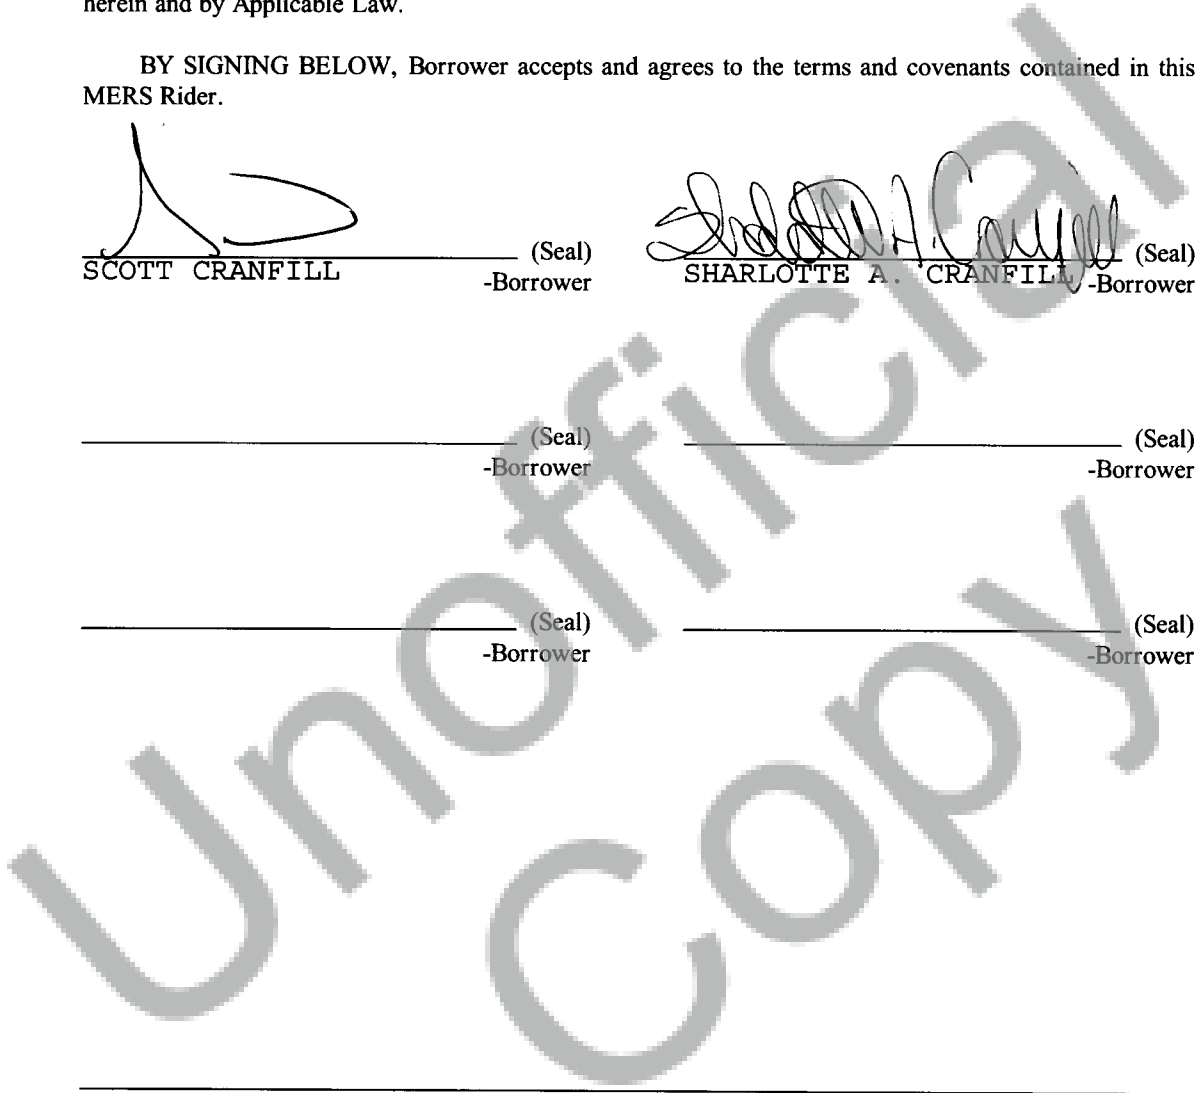 herein and by Applicable Law.
BY SIGNING BELOW, Borrower accepts and agrees to the terms and covenants contained in this
MERS Rider.
(Seal) Sharlotte A. Cranfill (Seal)
SCOTT CRANFILL -Borrower SHARLOTTE A. CRANFILL -Borrower
(Seal) (Seal)
-Borrower -Borrower
(Seal) (Seal)
-Borrower -Borrower
Unofficial
Copy